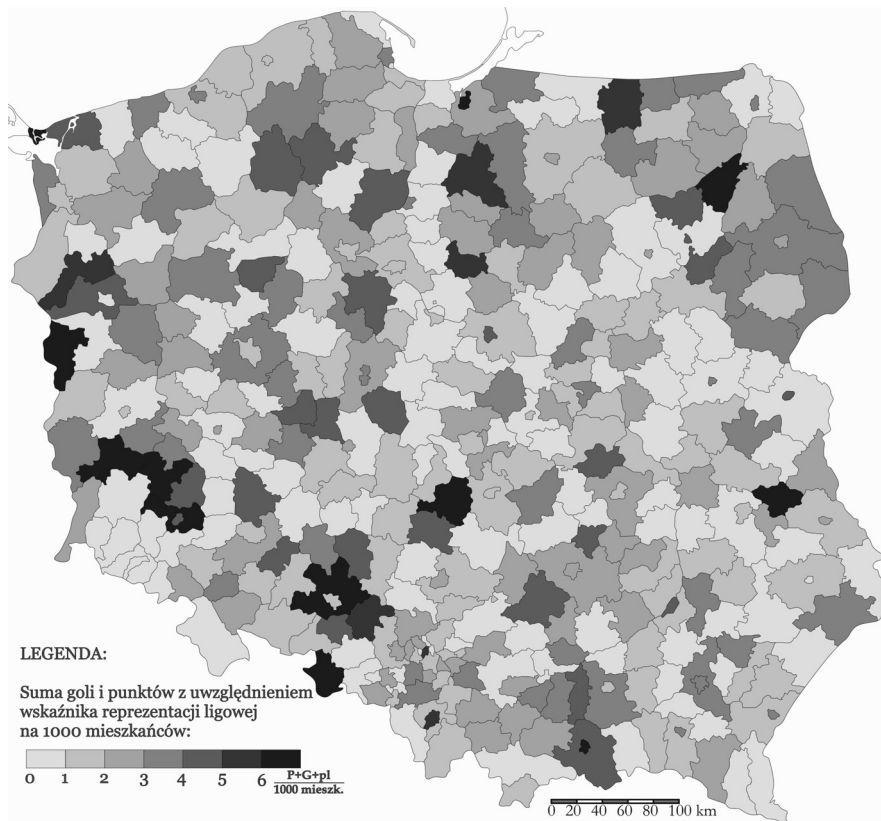 LEGENDA:
Suma goli i punktów z uwzględnieniem
wskaźnika reprezentacji ligowej
na 1000 mieszkańców:
0 1 2 3 4 5 6 P+G+pl
1000 mieszk.
0 20 40 60 80 100 km